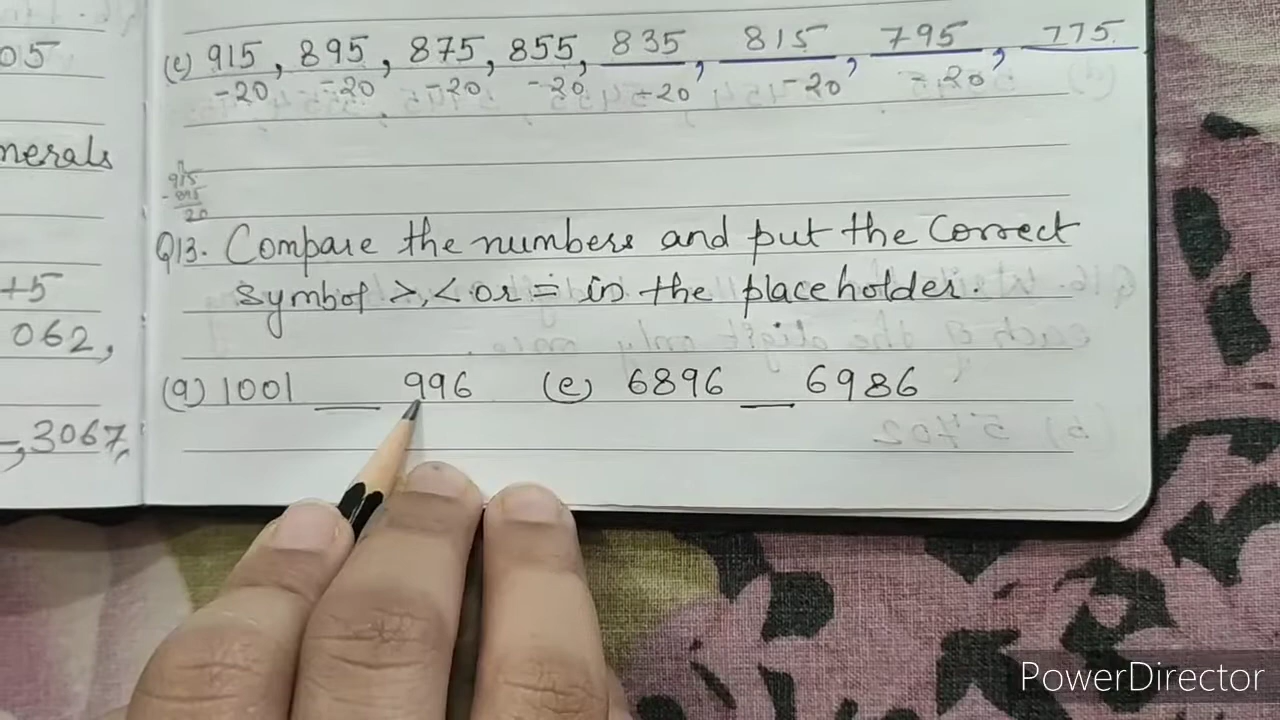 05
nerals
+5
062,
-,3067,
(c) 915, 895, 875, 855, 835, 815, 795, 775
-20 -20 -20 -20 -20 -20 -20
915
-895
20
Q13. Compare the numbers and put the correct
symbol >, < or = in the placeholder.
(a) 1001 __ 996 (e) 6896 __ 6986
PowerDirector